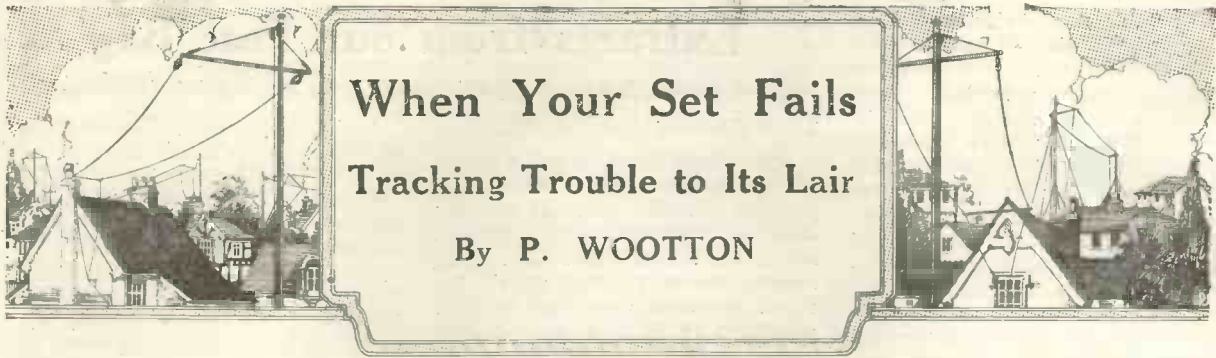 When Your Set Fails
Tracking Trouble to Its Lair
By P. WOOTTON